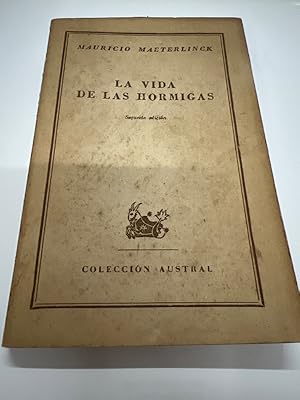 MAURICIO MAETERLINCK
LA VIDA
DE LAS HORMIGAS
Segunda edición
COLECCIÓN AUSTRAL